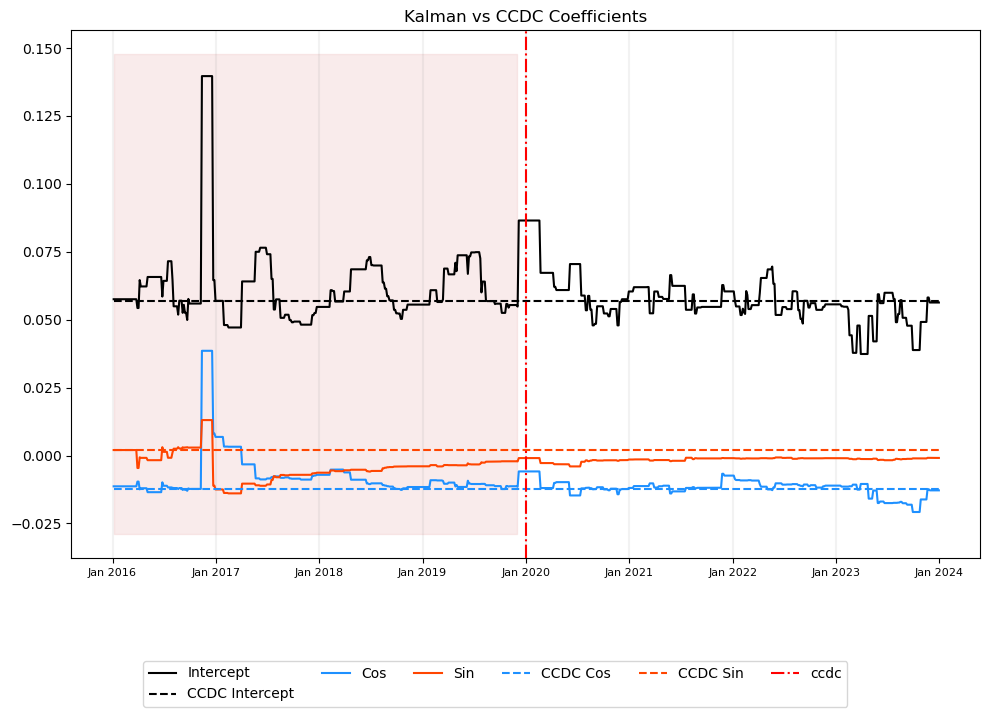 Kalman vs CCDC Coefficients
0.150
0.125
0.100
0.075
0.050
0.025
0.000
−0.025
Jan 2016 Jan 2017 Jan 2018 Jan 2019 Jan 2020 Jan 2021 Jan 2022 Jan 2023 Jan 2024
Intercept Cos Sin CCDC Cos CCDC Sin ccdc
CCDC Intercept